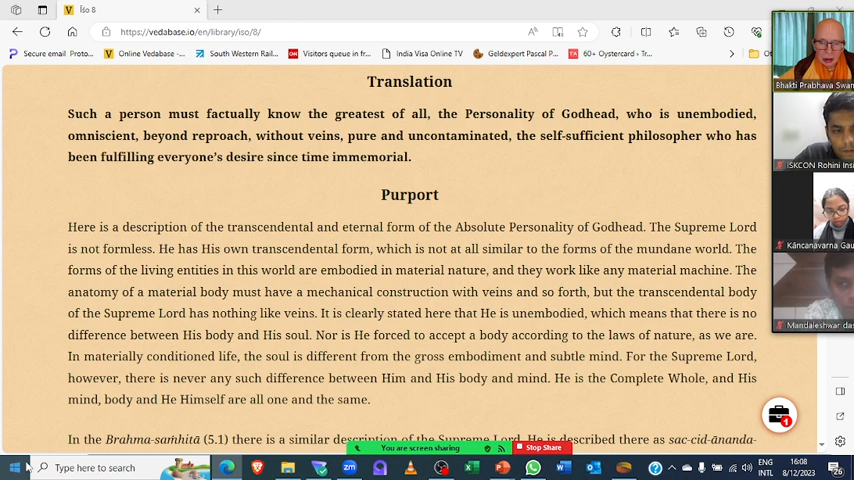 Īśo 8
https://vedabase.io/en/library/iso/8/
Secure email Proto...
Online Vedabase -...
South Western Rail...
Visitors queue in fr...
India Visa Online TV
Geldexpert Pascal P...
60+ Oystercard › Tr...
Translation
Such a person must factually know the greatest of all, the Personality of Godhead, who is unembodied,
omniscient, beyond reproach, without veins, pure and uncontaminated, the self-sufficient philosopher who has
been fulfilling everyone's desire since time immemorial.
Purport
Here is a description of the transcendental and eternal form of the Absolute Personality of Godhead. The Supreme Lord
is not formless. He has His own transcendental form, which is not at all similar to the forms of the mundane world. The
forms of the living entities in this world are embodied in material nature, and they work like any material machine. The
anatomy of a material body must have a mechanical construction with veins and so forth, but the transcendental body
of the Supreme Lord has nothing like veins. It is clearly stated here that He is unembodied, which means that there is no
difference between His body and His soul. Nor is He forced to accept a body according to the laws of nature, as we are.
In materially conditioned life, the soul is different from the gross embodiment and subtle mind. For the Supreme Lord,
however, there is never any such difference between Him and His body and mind. He is the Complete Whole, and His
mind, body and He Himself are all one and the same.
In the Brahma-saṁhitā (5.1) there is a similar description of the Supreme Lord. He is described there as sac-cid-ānanda-
Bhakti Prabhava Swam
ISKCON Rohini Insi
Kāncanavarna Gau
Mandaleshwar das
1
You are screen sharing
Stop Share
Type here to search
zm
ENG
INTL
16:08
8/12/2023
26